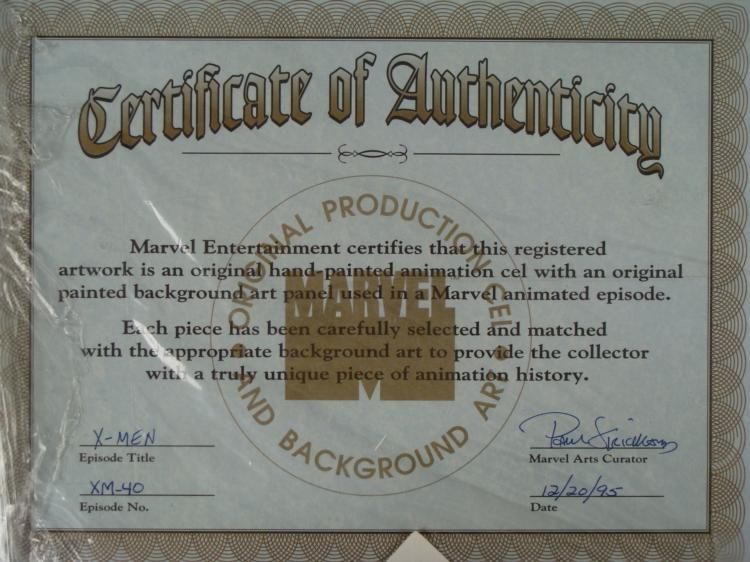 Certificate of Authenticity
ORIGINAL PRODUCTION CEL
Marvel Entertainment certifies that this registered
artwork is an original hand-painted animation cel with an original
painted background art panel used in a Marvel animated episode.
MARVEL
M
Each piece has been carefully selected and matched
with the appropriate background art to provide the collector
with a truly unique piece of animation history.
AND BACKGROUND ART
X-MEN
Episode Title
Marvel Arts Curator
XM-40
Episode No.
12/20/95
Date